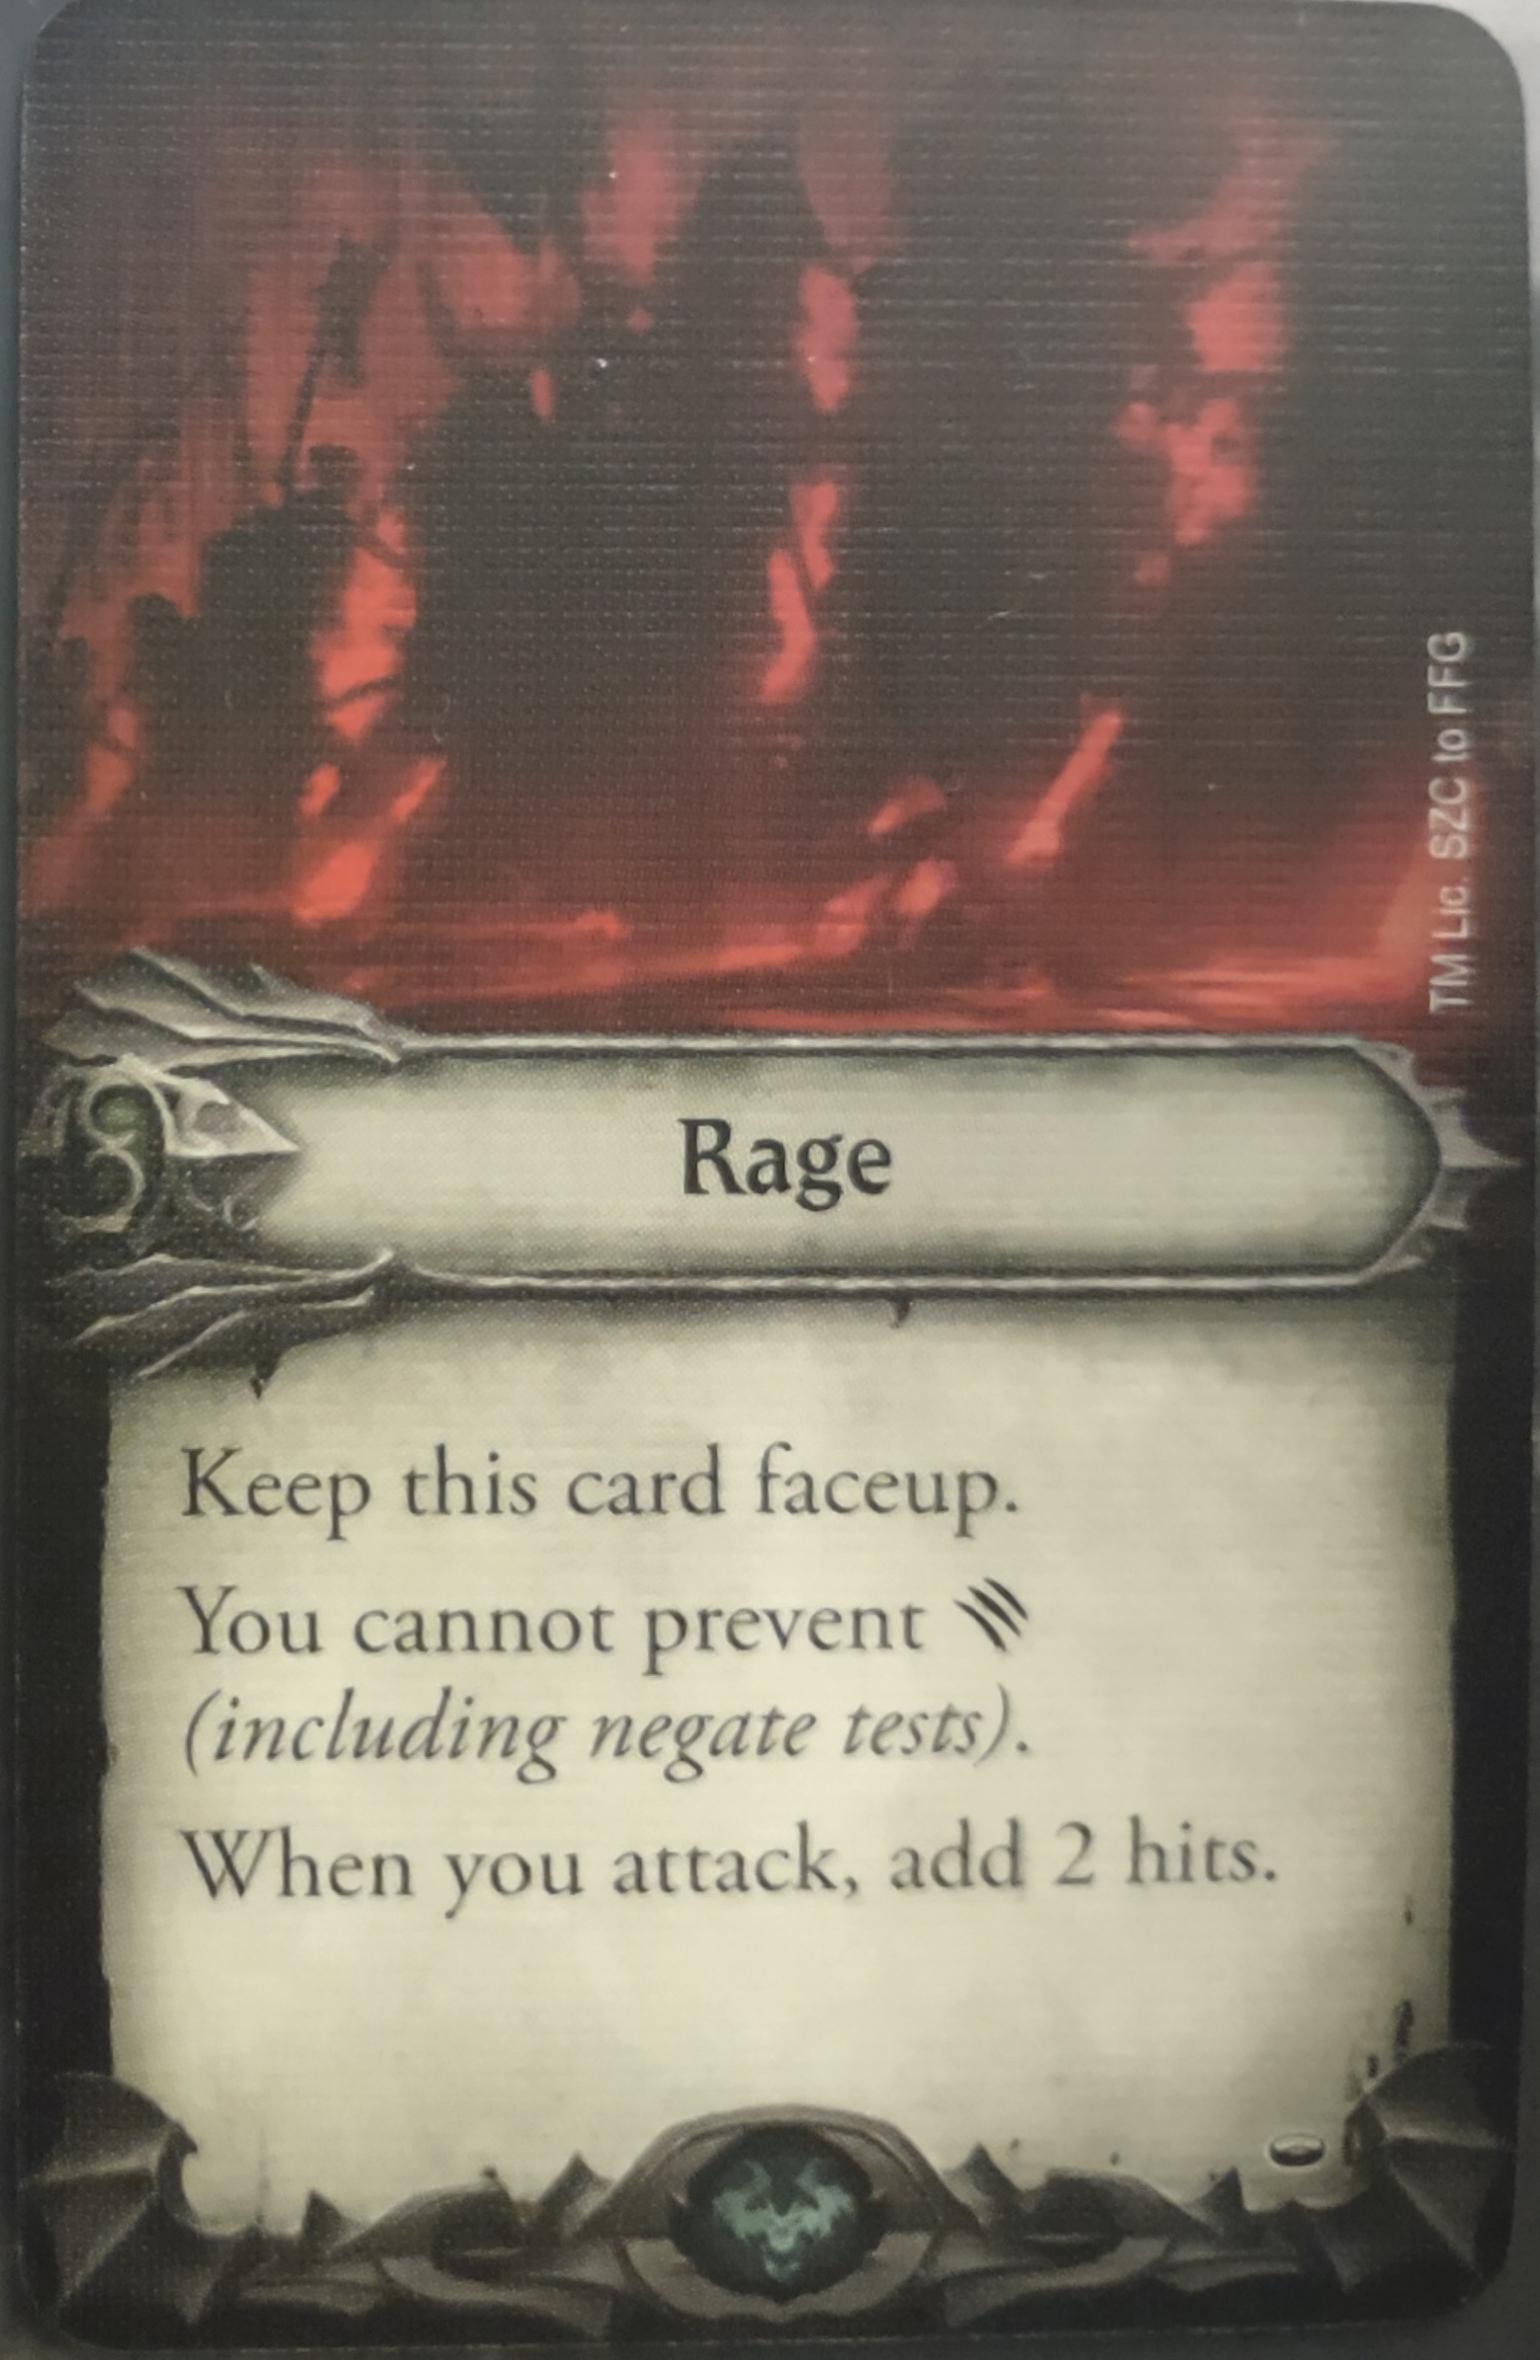 TM Lic. SZC to FFG
Rage
Keep this card faceup.
You cannot prevent
(including negate tests).
When you attack, add 2 hits.